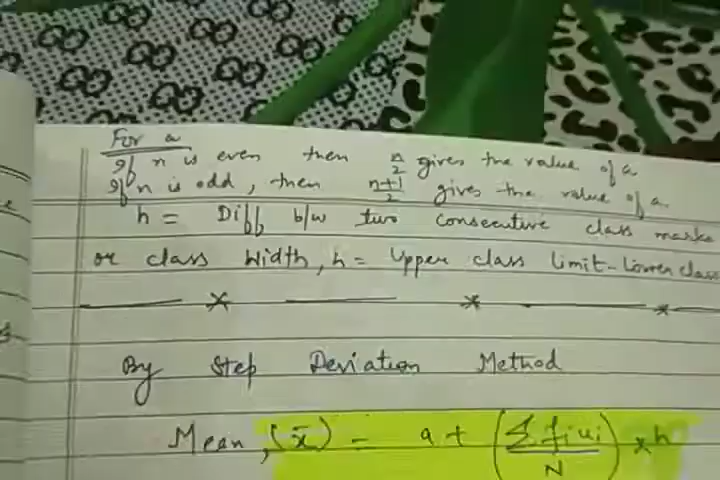 For a
If n is even then n/2 gives the value of a
If n is odd, then n+1/2 gives the value of a.
h = Diff b/w two consecutive class marks
or class width, h = Upper class limit - Lower class
By Step Deviation Method
Mean, (x̄) = a + (Σfiui/N) × h